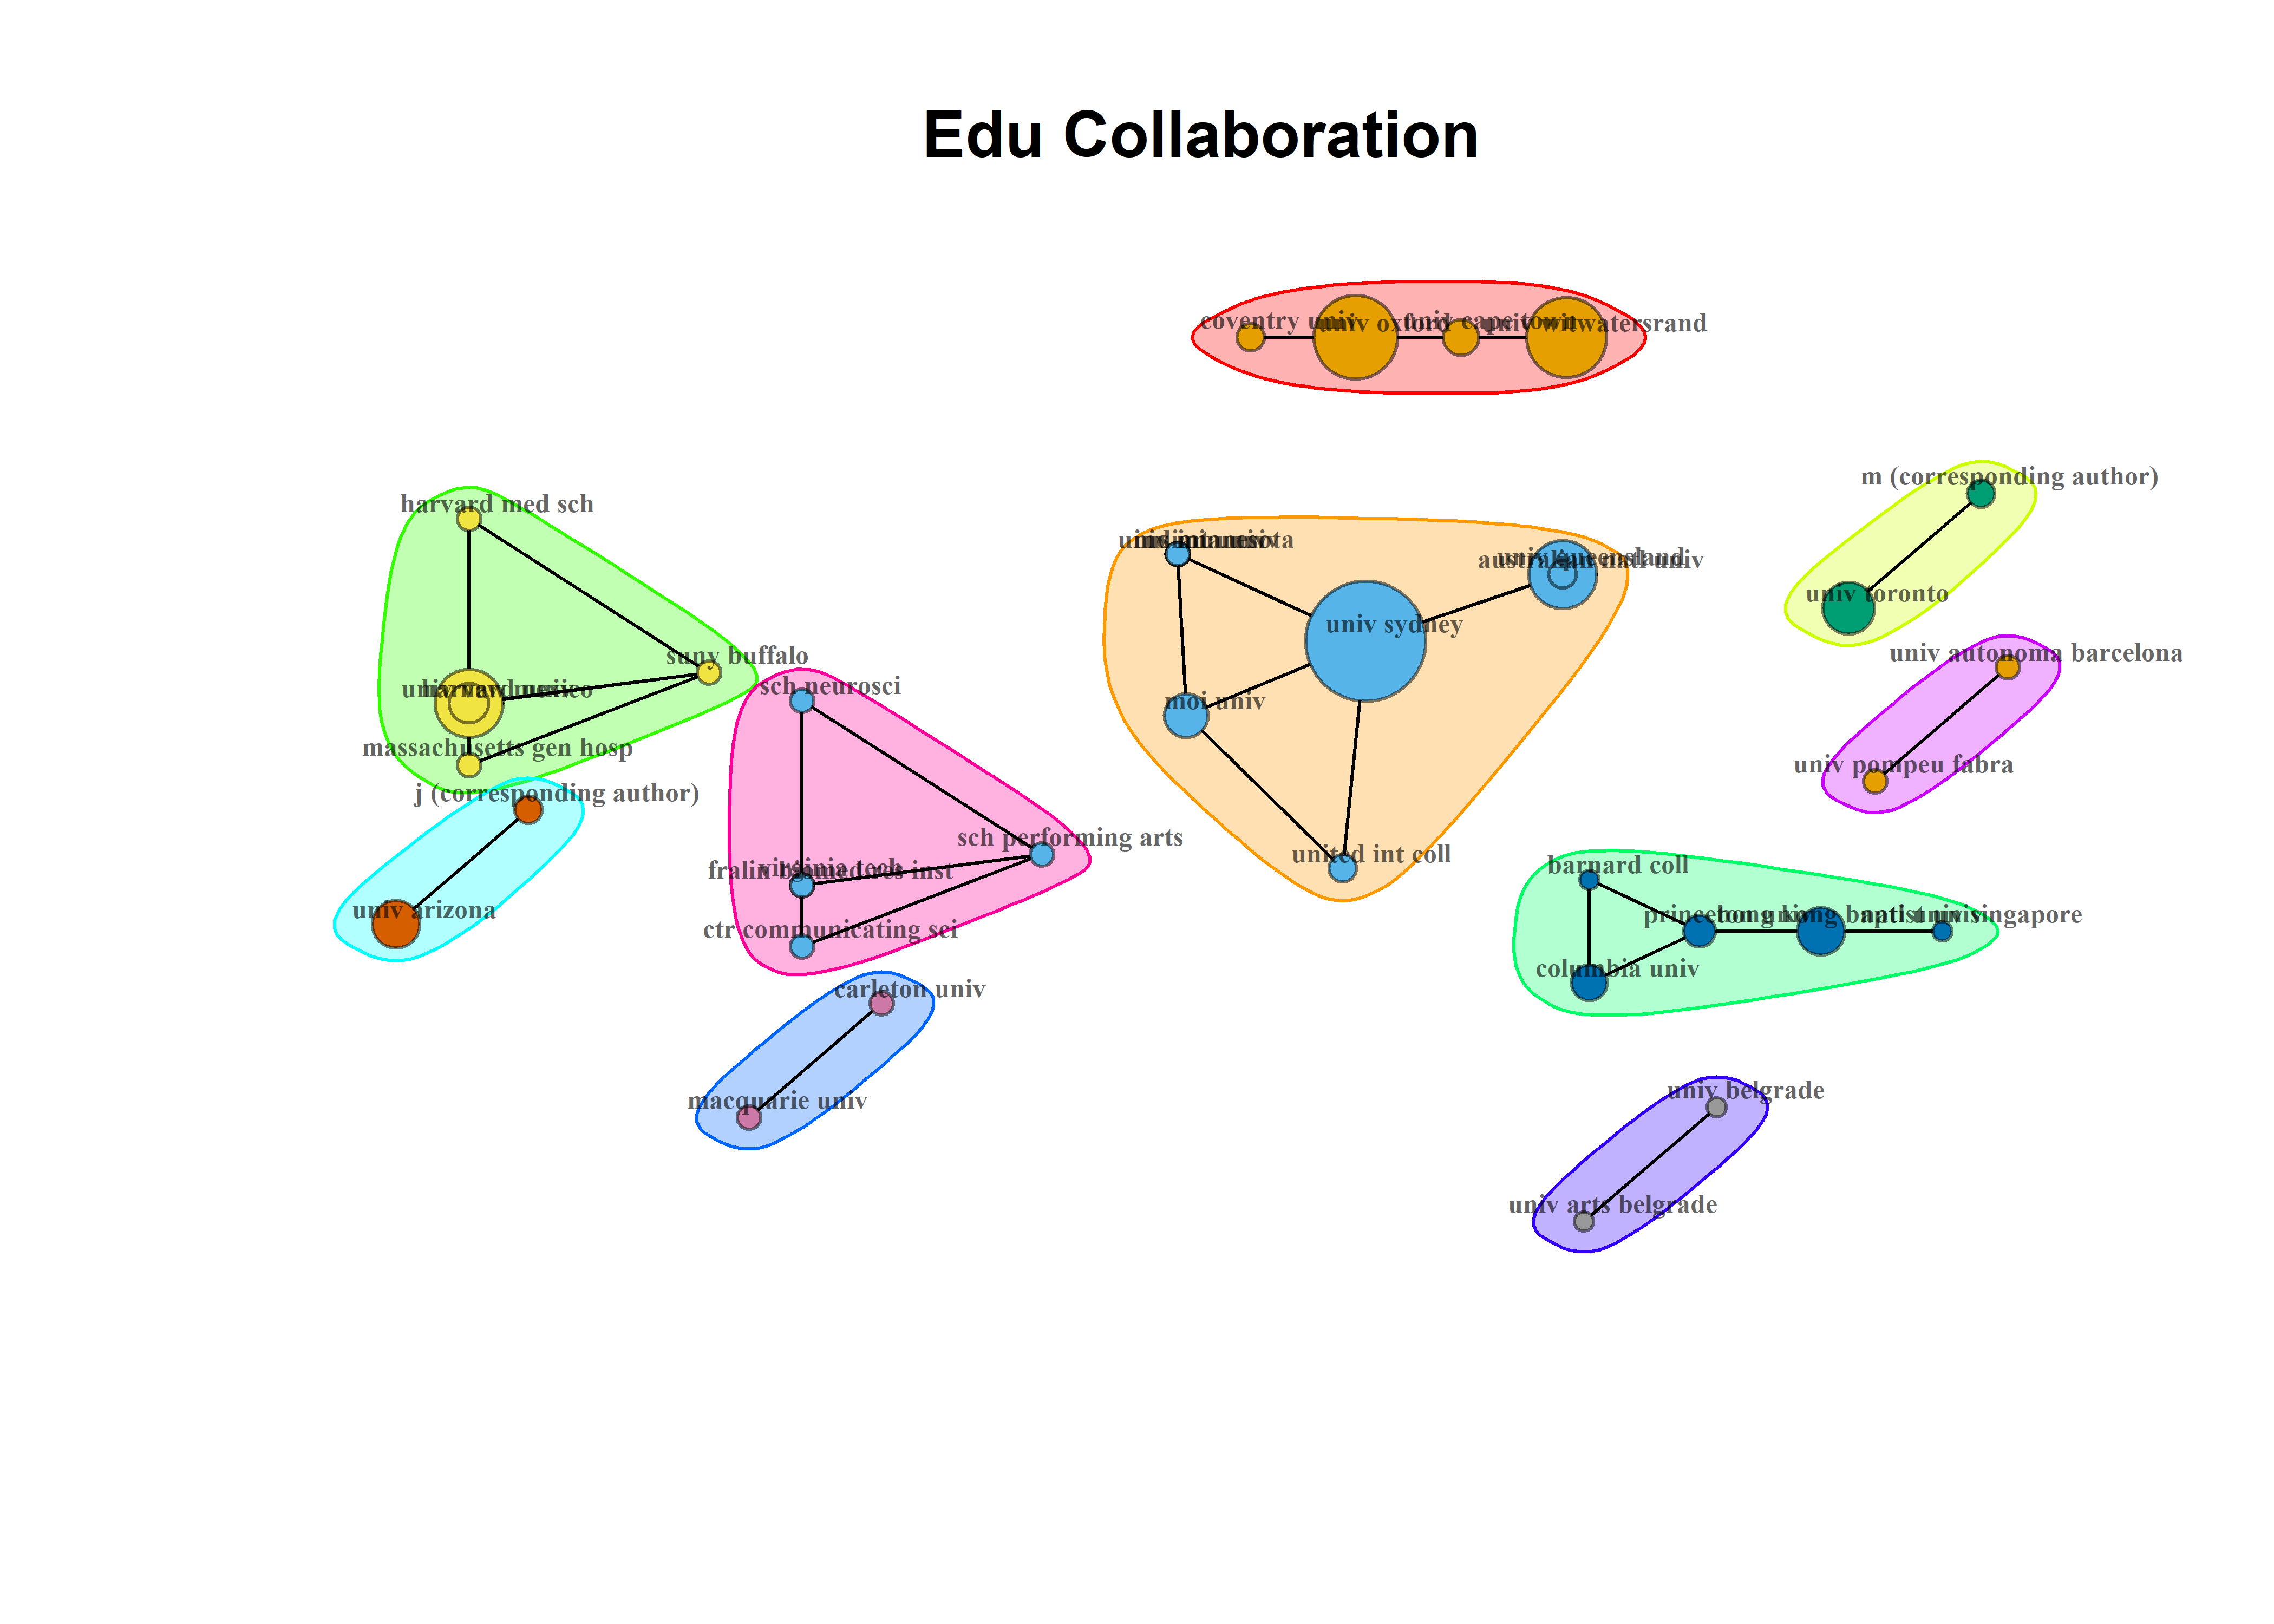 Edu Collaboration
coventry univ
univ oxford
univ cape town
univ witwatersrand
m (corresponding author)
harvard med sch
univ minnesota
indiana univ
univ queensland
australian natl univ
univ toronto
univ sydney
suny buffalo
univ autonoma barcelona
sch neurosci
univ new mexico
harvard univ
moi univ
massachusetts gen hosp
univ pompeu fabra
j (corresponding author)
sch performing arts
united int coll
virginia tech
fralin biomed res inst
barnard coll
univ arizona
princeton univ
hong kong baptist univ
natl univ singapore
ctr communicating sci
columbia univ
carleton univ
univ belgrade
macquarie univ
univ arts belgrade